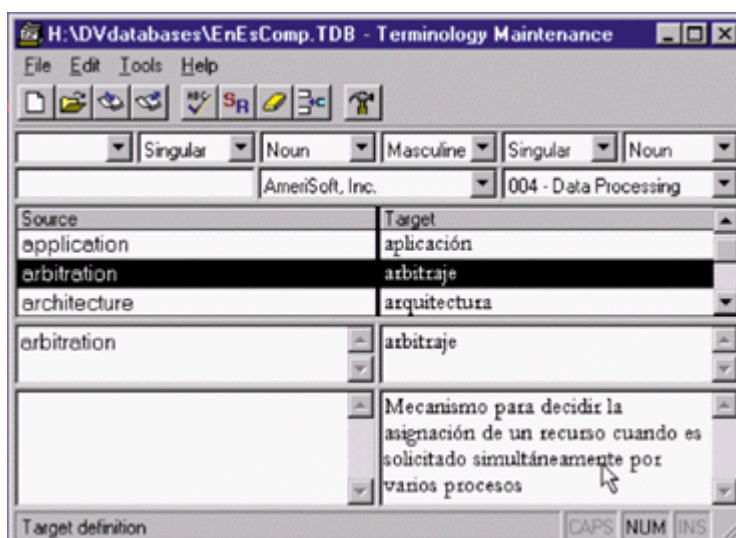 H:\DVdatabases\EnEsComp.TDB - Terminology Maintenance
File Edit Tools Help
ABC SR C
Singular Noun Masculine Singular Noun
AmeriSoft, Inc. 004 - Data Processing
Source Target
application aplicación
arbitration arbitraje
architecture arquitectura
arbitration arbitraje
Mecanismo para decidir la
asignación de un recurso cuando es
solicitado simultáneamente por
varios procesos
Target definition CAPS NUM INS